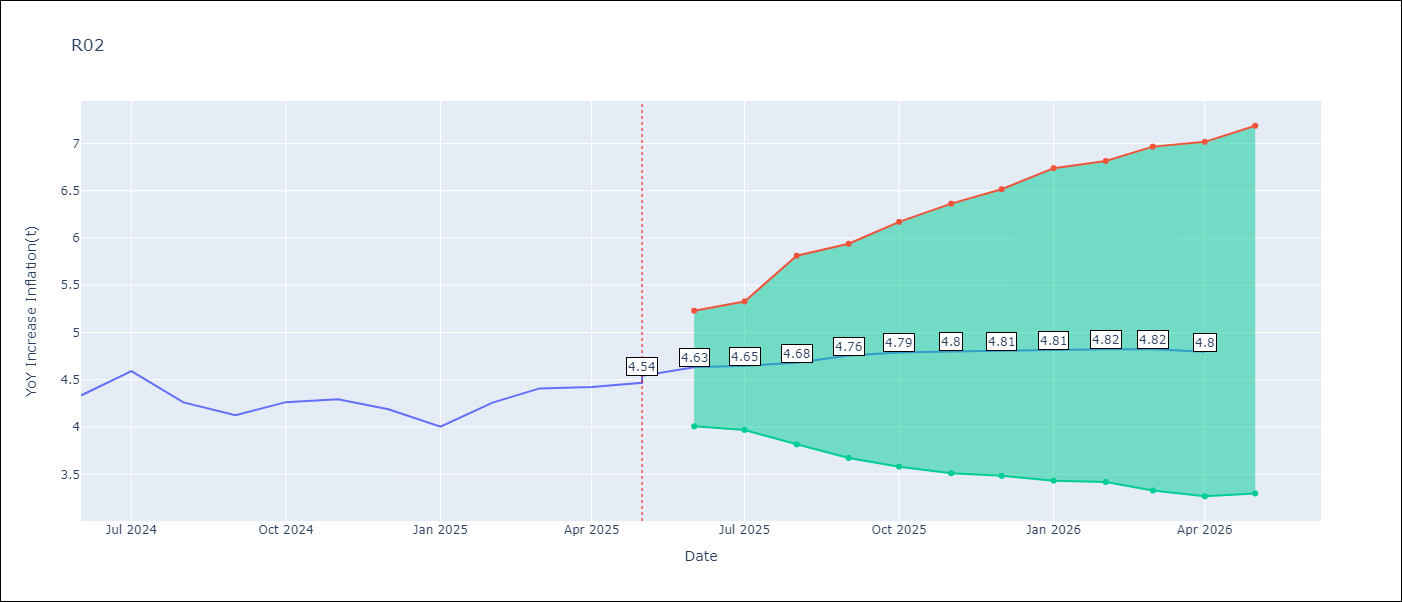 R02
YoY Increase Inflation(t)
7
6.5
6
5.5
5
4.5
4
3.5
4.54
4.63
4.65
4.68
4.76
4.79
4.8
4.81
4.81
4.82
4.82
4.8
Jul 2024
Oct 2024
Jan 2025
Apr 2025
Jul 2025
Oct 2025
Jan 2026
Apr 2026
Date